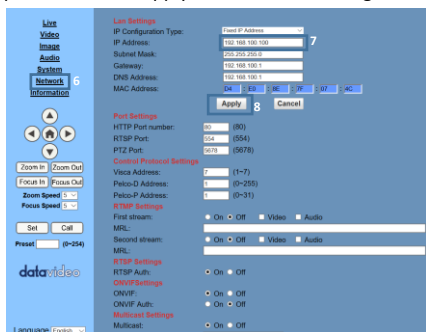 Live
Video
Image
Audio
System
Network 6
Information
Zoom In Zoom Out
Focus In Focus Out
Zoom Speed 5
Focus Speed 5
Set Call
Preset (0~254)
datavideo
Language English
Lan Settings
IP Configuration Type: Fixed IP Address
IP Address: 192.168.100.100 7
Subnet Mask: 255.255.255.0
Gateway: 192.168.100.1
DNS Address: 192.168.100.1
MAC Address: D4 : E0 : 8E : 7F : 07 : 4C
Apply 8 Cancel
Port Settings
HTTP Port number: 80 (80)
RTSP Port: 554 (554)
PTZ Port: 5678 (5678)
Control Protocol Settings
Visca Address: 7 (1~7)
Pelco-D Address: 1 (0~255)
Pelco-P Address: 1 (0~31)
RTMP Settings
First stream: On Off Video Audio
MRL:
Second stream: On Off Video Audio
MRL:
RTSP Settings
RTSP Auth: On Off
ONVIFSettings
ONVIF: On Off
ONVIF Auth: On Off
Multicast Settings
Multicast: On Off